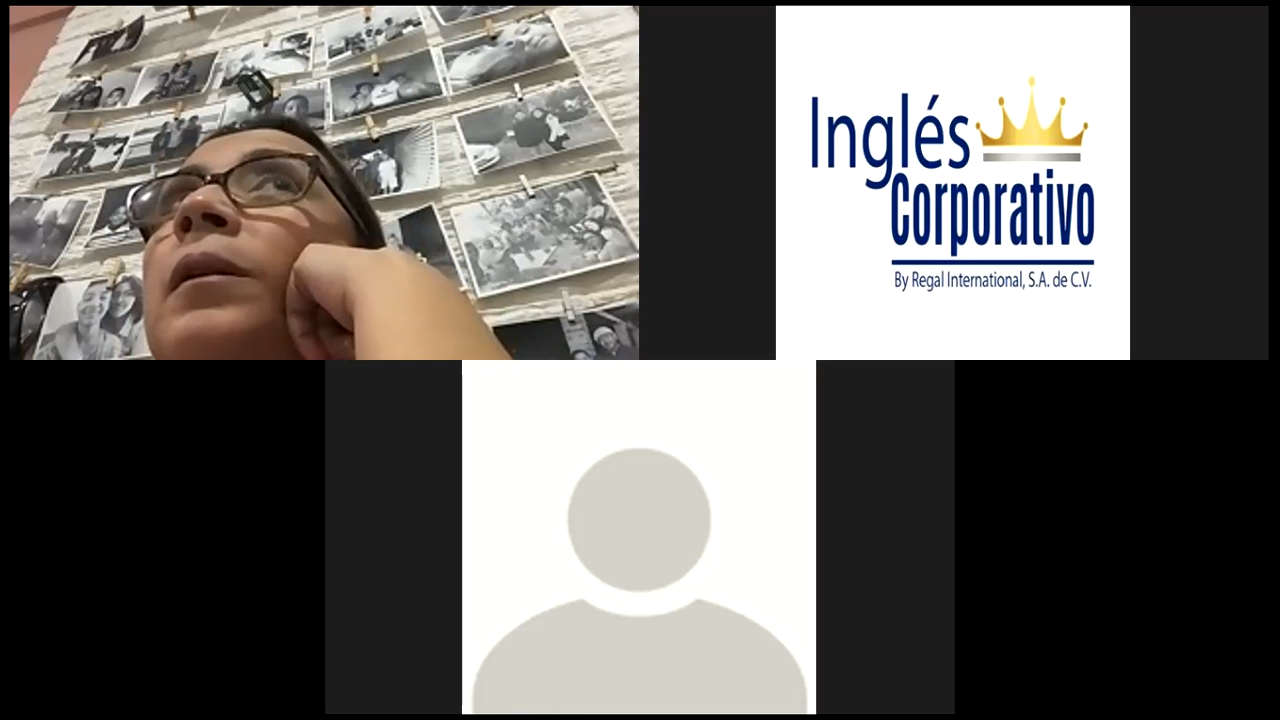 Inglés
Corporativo
By Regal International, S.A. de C.V.